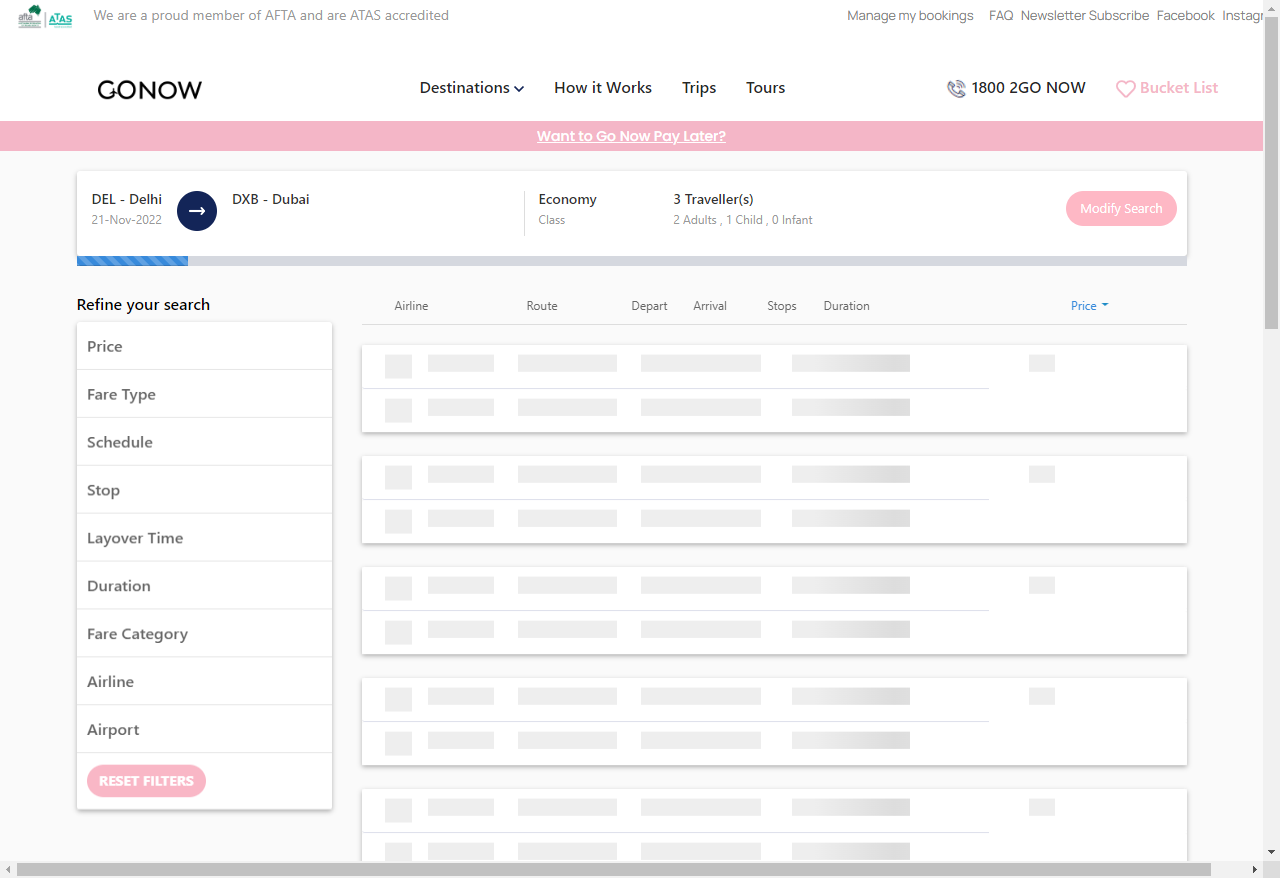 afta
ATAS
We are a proud member of AFTA and are ATAS accredited
Manage my bookings FAQ Newsletter Subscribe Facebook Instagr
GONOW
Destinations How it Works Trips Tours
1800 2GO NOW
Bucket List
Want to Go Now Pay Later?
DEL - Delhi
21-Nov-2022
DXB - Dubai
Economy
Class
3 Traveller(s)
2 Adults , 1 Child , 0 Infant
Modify Search
Refine your search
Price
Fare Type
Schedule
Stop
Layover Time
Duration
Fare Category
Airline
Airport
RESET FILTERS
Airline Route Depart Arrival Stops Duration Price